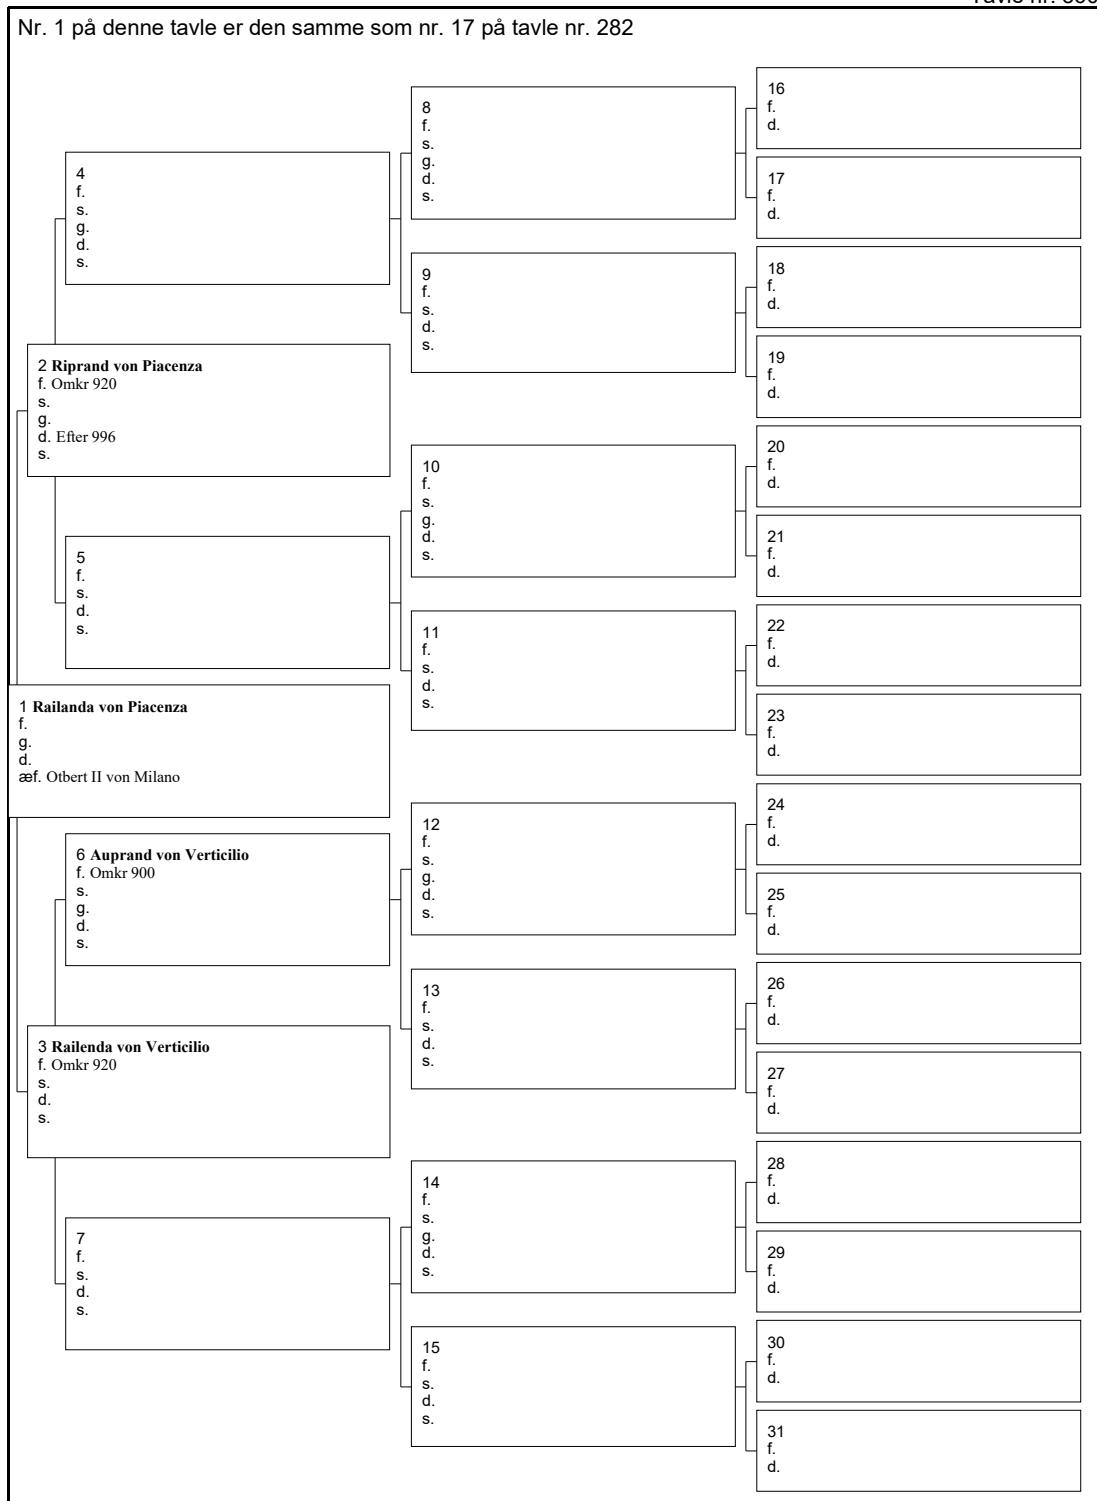 Nr. 1 på denne tavle er den samme som nr. 17 på tavle nr. 282
16
f.
d.
8
f.
s.
g.
d.
s.
17
f.
d.
4
f.
s.
g.
d.
s.
18
f.
d.
9
f.
s.
d.
s.
19
f.
d.
2 Riprand von Piacenza
f. Omkr 920
s.
g.
d. Efter 996
s.
20
f.
d.
10
f.
s.
g.
d.
s.
21
f.
d.
5
f.
s.
d.
s.
22
f.
d.
11
f.
s.
d.
s.
23
f.
d.
1 Railanda von Piacenza
f.
g.
d.
æf. Otbert II von Milano
24
f.
d.
12
f.
s.
g.
d.
s.
25
f.
d.
6 Auprand von Verticilio
f. Omkr 900
s.
g.
d.
s.
26
f.
d.
13
f.
s.
d.
s.
27
f.
d.
3 Railenda von Verticilio
f. Omkr 920
s.
d.
s.
28
f.
d.
14
f.
s.
g.
d.
s.
29
f.
d.
7
f.
s.
d.
s.
30
f.
d.
15
f.
s.
d.
s.
31
f.
d.